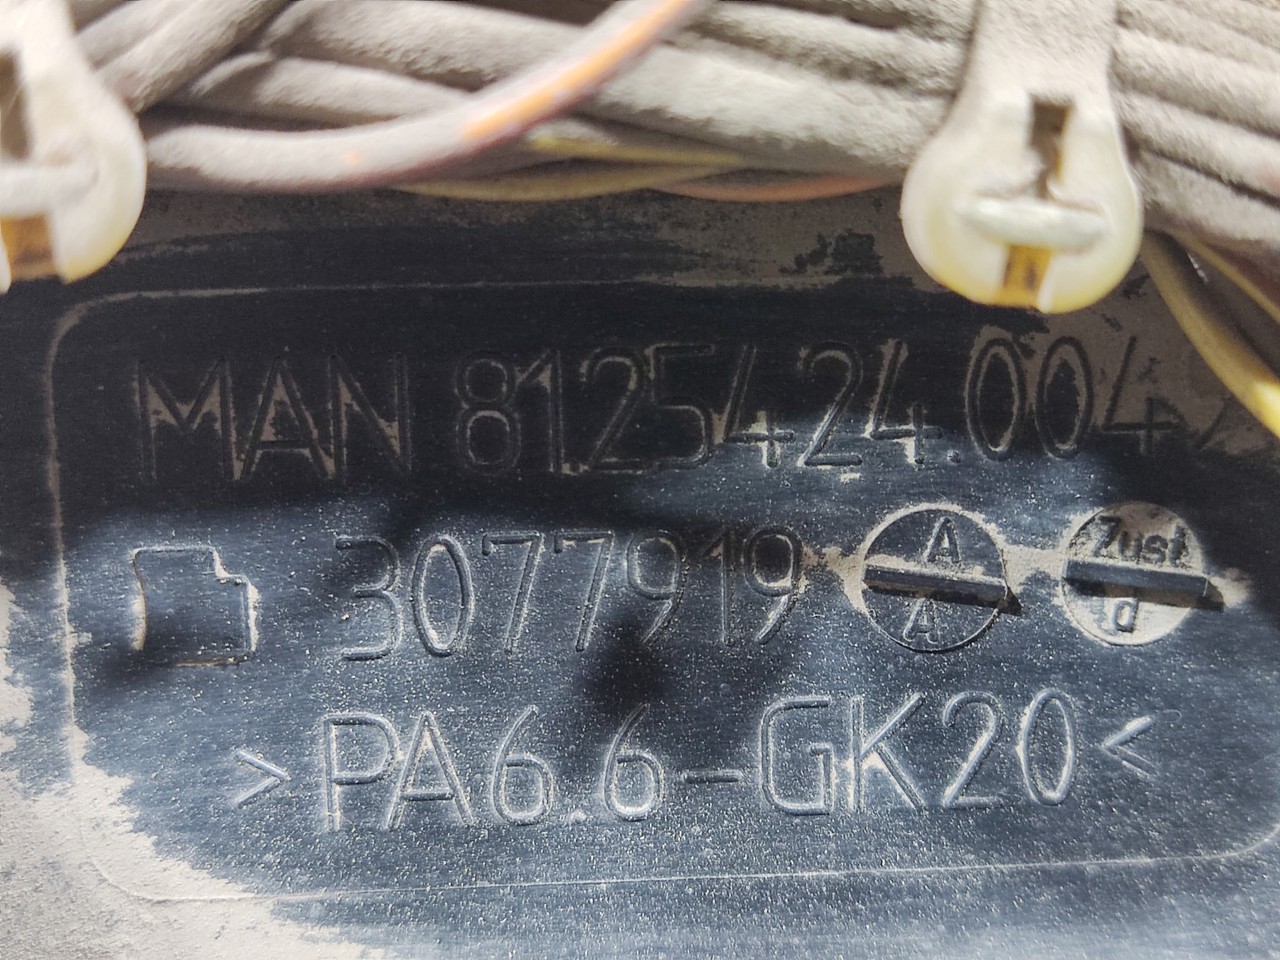 MAN 81.25424.004
3077919 A Zust
A d
>PA6.6-GK20<